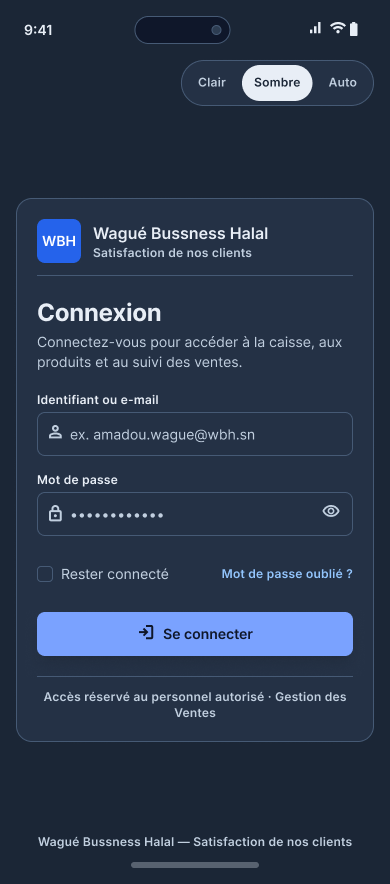 9:41
Clair Sombre Auto
WBH
Wagué Bussness Halal
Satisfaction de nos clients
Connexion
Connectez-vous pour accéder à la caisse, aux
produits et au suivi des ventes.
Identifiant ou e-mail
ex. amadou.wague@wbh.sn
Mot de passe
••••••••••••
Rester connecté Mot de passe oublié ?
Se connecter
Accès réservé au personnel autorisé · Gestion des
Ventes
Wagué Bussness Halal — Satisfaction de nos clients